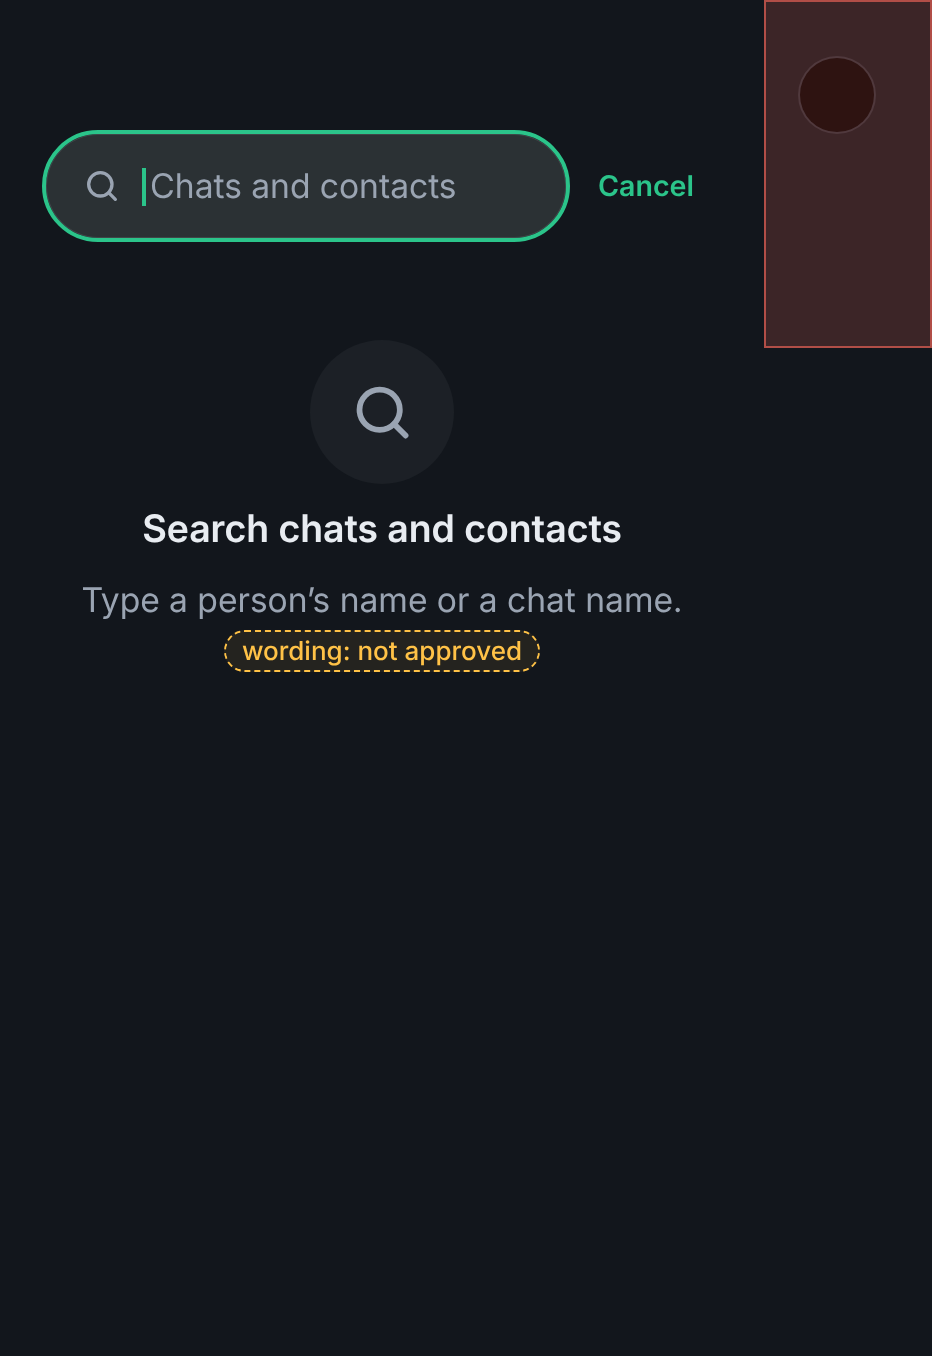 Chats and contacts
Cancel
Search chats and contacts
Type a person’s name or a chat name.
wording: not approved